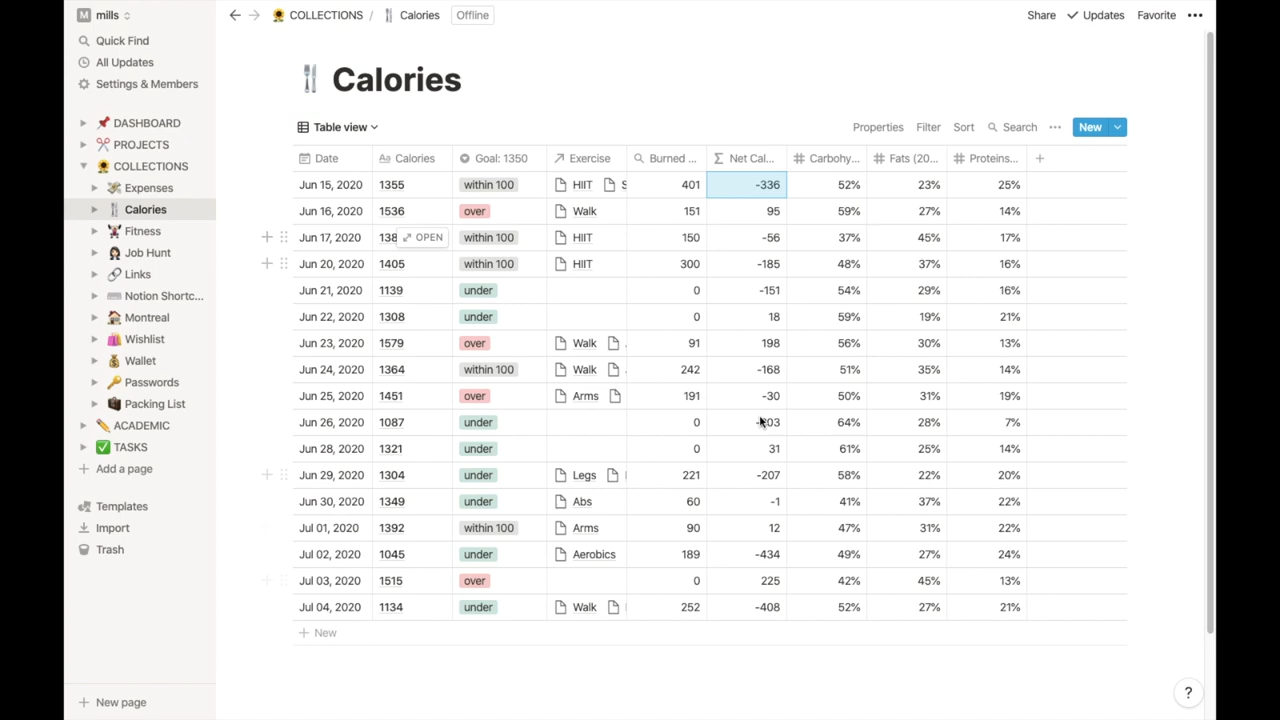 M mills
Quick Find
All Updates
Settings & Members
DASHBOARD
PROJECTS
COLLECTIONS
Expenses
Calories
Fitness
Job Hunt
Links
Notion Shortc...
Montreal
Wishlist
Wallet
Passwords
Packing List
ACADEMIC
TASKS
Add a page
Templates
Import
Trash
New page
COLLECTIONS / Calories Offline
Share Updates Favorite
Calories
Table view Properties Filter Sort Search New
Date Calories Goal: 1350 Exercise Burned ... Net Cal... Carbohy... Fats (20... Proteins...
Jun 15, 2020 1355 within 100 HIIT 401 -336 52% 23% 25%
Jun 16, 2020 1536 over Walk 151 95 59% 27% 14%
Jun 17, 2020 138 OPEN within 100 HIIT 150 -56 37% 45% 17%
Jun 20, 2020 1405 within 100 HIIT 300 -185 48% 37% 16%
Jun 21, 2020 1139 under 0 -151 54% 29% 16%
Jun 22, 2020 1308 under 0 18 59% 19% 21%
Jun 23, 2020 1579 over Walk 91 198 56% 30% 13%
Jun 24, 2020 1364 within 100 Walk 242 -168 51% 35% 14%
Jun 25, 2020 1451 over Arms 191 -30 50% 31% 19%
Jun 26, 2020 1087 under 0 64% 28% 7%
Jun 28, 2020 1321 under 0 31 61% 25% 14%
Jun 29, 2020 1304 under Legs 221 -207 58% 22% 20%
Jun 30, 2020 1349 under Abs 60 -1 41% 37% 22%
Jul 01, 2020 1392 within 100 Arms 90 12 47% 31% 22%
Jul 02, 2020 1045 under Aerobics 189 -434 49% 27% 24%
Jul 03, 2020 1515 over 0 225 42% 45% 13%
Jul 04, 2020 1134 under Walk 252 -408 52% 27% 21%
New
?